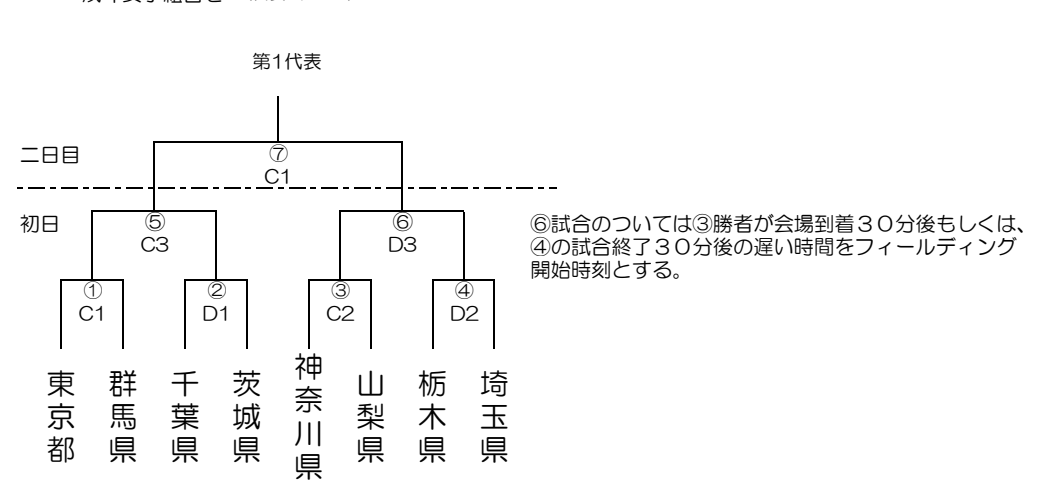 第1代表
二日目
⑦
C1
初日
⑤
C3
⑥
D3
⑥試合のついては③勝者が会場到着３０分後もしくは、
④の試合終了３０分後の遅い時間をフィールディング
開始時刻とする。
①
C1
②
D1
③
C2
④
D2
東京都
群馬県
千葉県
茨城県
神奈川県
山梨県
栃木県
埼玉県